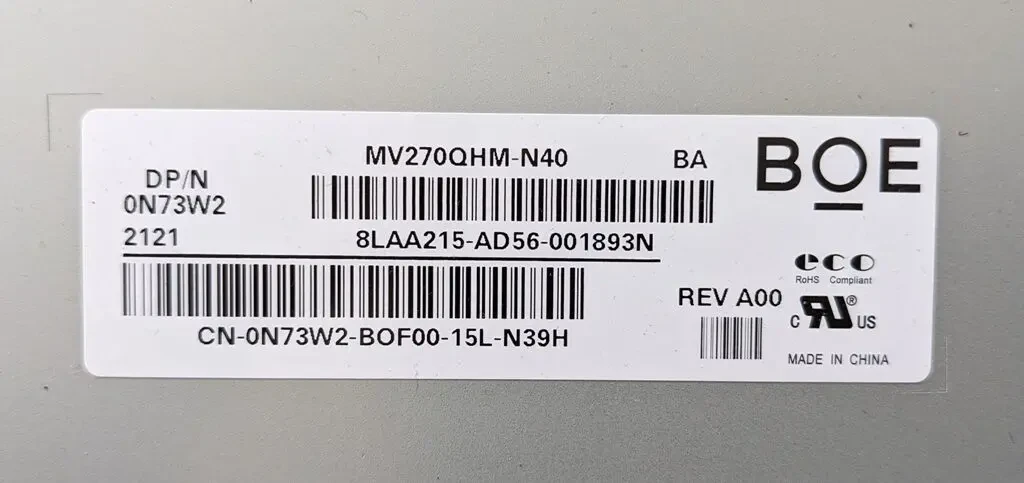 MV270QHM-N40 BA
BOE
DP/N
0N73W2
2121
8LAA215-AD56-001893N
CN-0N73W2-BOF00-15L-N39H
eco
RoHS Compliant
REV A00
c RU ® US
MADE IN CHINA